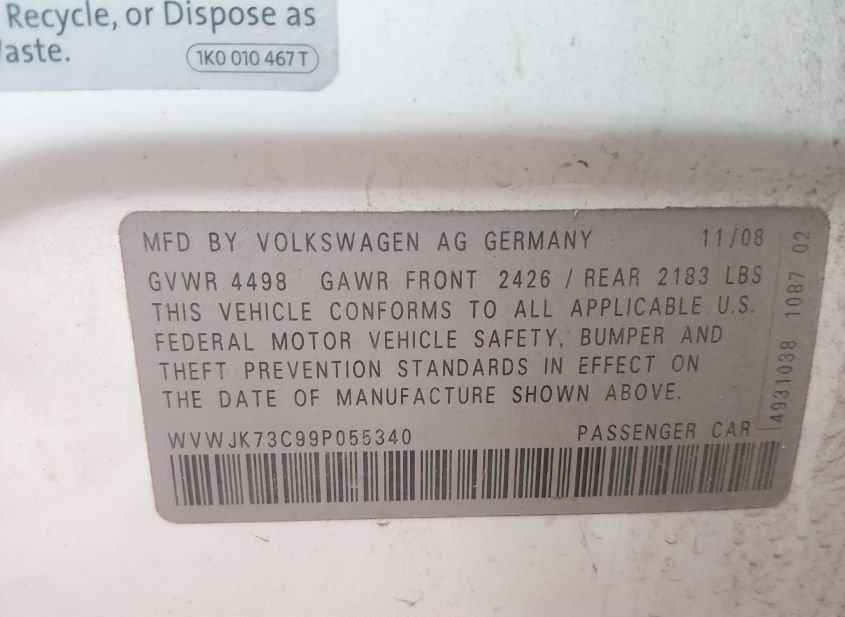 Recycle, or Dispose as
aste.
1K0 010 467 T
MFD BY VOLKSWAGEN AG GERMANY 11/08
GVWR 4498 GAWR FRONT 2426 / REAR 2183 LBS
THIS VEHICLE CONFORMS TO ALL APPLICABLE U.S.
FEDERAL MOTOR VEHICLE SAFETY, BUMPER AND
THEFT PREVENTION STANDARDS IN EFFECT ON
THE DATE OF MANUFACTURE SHOWN ABOVE.
WVWJK73C99P055340 PASSENGER CAR
4931038 1087 02